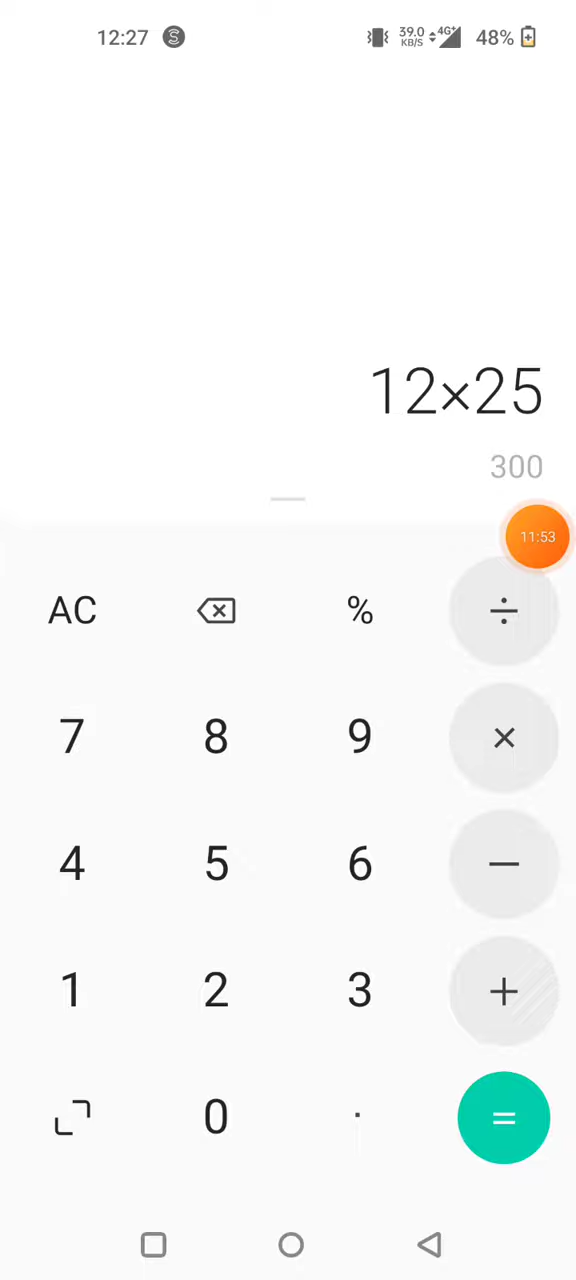 12:27 39.0 KB/S 4G+ 48%
12×25
300
11:53
AC % ÷
7 8 9 ×
4 5 6 −
1 2 3 +
0 . =